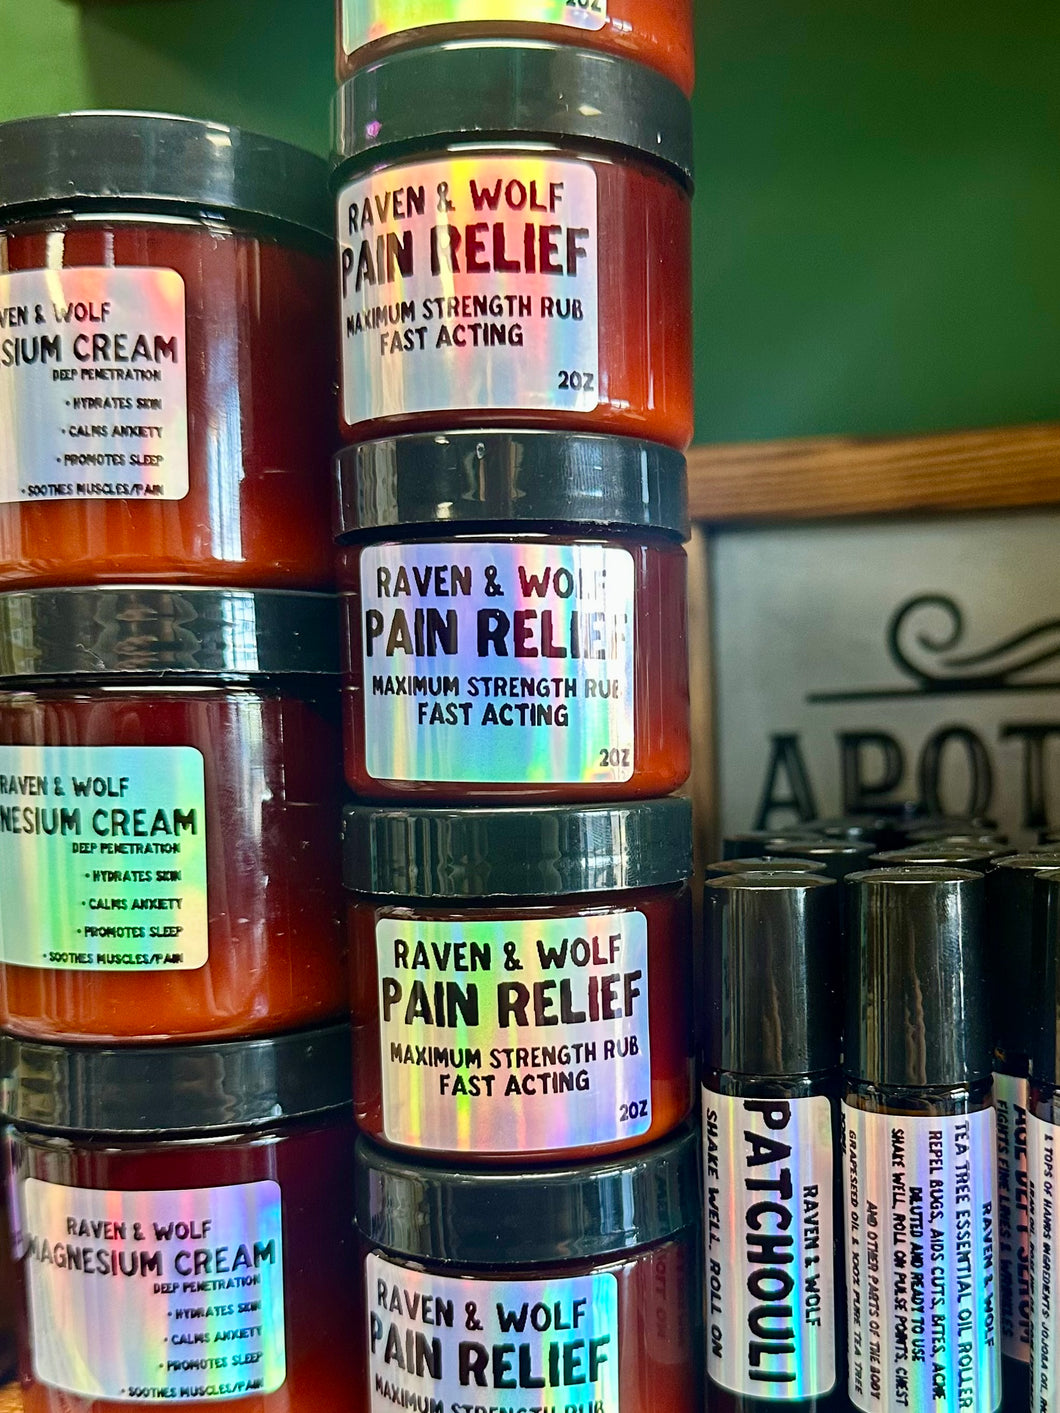 2OZ
RAVEN & WOLF
PAIN RELIEF
MAXIMUM STRENGTH RUB
FAST ACTING
2OZ
RAVEN & WOLF
PAIN RELIEF
MAXIMUM STRENGTH RUB
FAST ACTING
2OZ
RAVEN & WOLF
PAIN RELIEF
MAXIMUM STRENGTH RUB
FAST ACTING
2OZ
RAVEN & WOLF
PAIN RELIEF
MAXIMUM STRENGTH RUB
VEN & WOLF
SIUM CREAM
DEEP PENETRATION
• HYDRATES SKIN
• CALMS ANXIETY
• PROMOTES SLEEP
• SOOTHES MUSCLES/PAIN
RAVEN & WOLF
NESIUM CREAM
DEEP PENETRATION
• HYDRATES SKIN
• CALMS ANXIETY
• PROMOTES SLEEP
• SOOTHES MUSCLES/PAIN
RAVEN & WOLF
MAGNESIUM CREAM
DEEP PENETRATION
• HYDRATES SKIN
• CALMS ANXIETY
• PROMOTES SLEEP
• SOOTHES MUSCLES/PAIN
APOT
RAVEN & WOLF
PATCHOULI
SHAKE WELL. ROLL ON
RAVEN & WOLF
TEA TREE ESSENTIAL OIL ROLLER
REPEL BUGS, AIDS CUTS, BITES, ACNE
DILUTED AND READY TO USE
SHAKE WELL, ROLL ON PULSE POINTS, CHEST
AND OTHER PARTS OF THE BODY
GRAPESEED OIL & 100% PURE TEA TREE
FIGHTS FINE LINES &